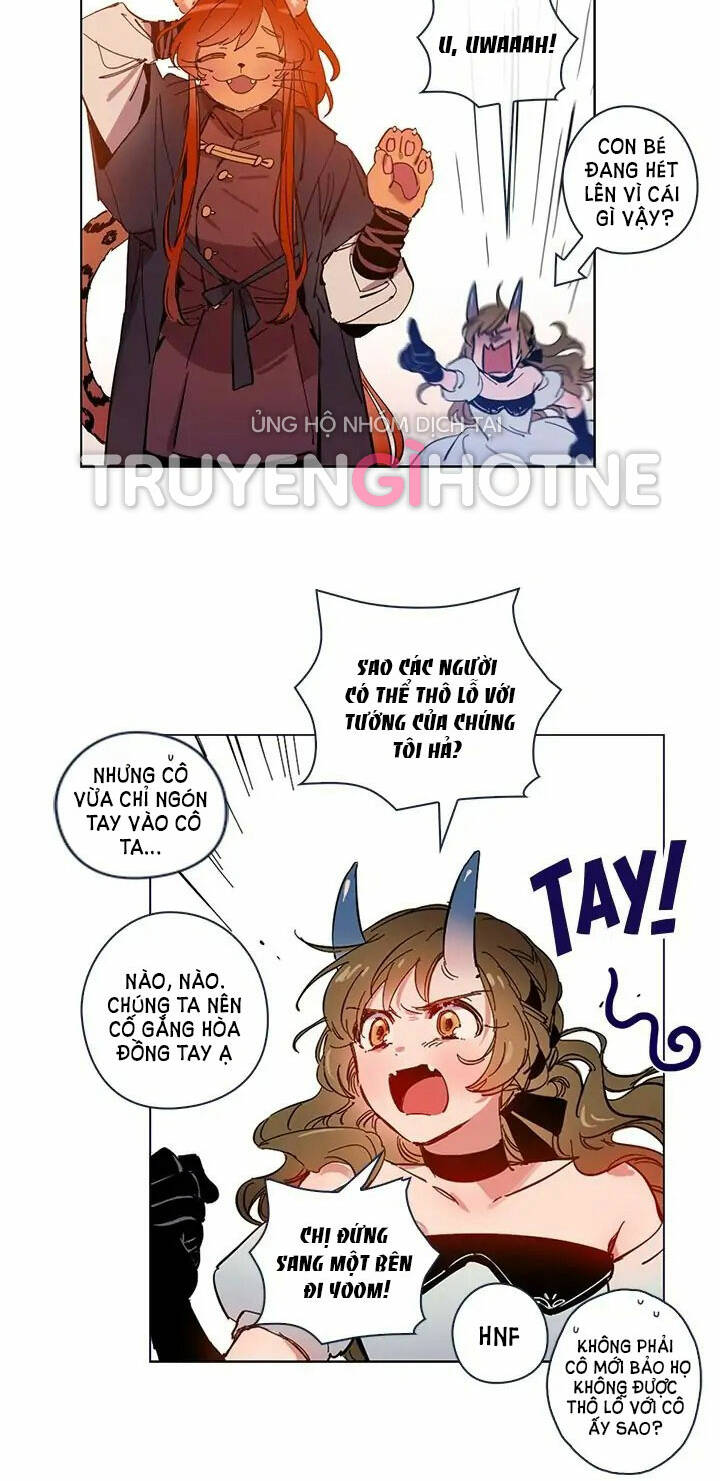 U, UWAAAH!
CON BÉ
ĐANG HÉT
LÊN VÌ CÁI
GÌ VẬY?
ỦNG HỘ NHÓM DỊCH TẠI
TRUYENGIHOTNE
SAO CÁC NGƯỜI
CÓ THỂ THÔ LỖ VỚI
TƯỚNG CỦA CHÚNG
TÔI HẢ?
NHƯNG CÔ
VỪA CHỈ NGÓN
TAY VÀO CÔ
TA...
TAY!
NÀO, NÀO.
CHÚNG TA NÊN
CỐ GẮNG HÒA
ĐỒNG TAY Ạ
CHỊ ĐỨNG
SANG MỘT BÊN
ĐI YOOM!
HNF
KHÔNG PHẢI
CÔ MỚI BẢO HỌ
KHÔNG ĐƯỢC
THÔ LỖ VỚI CÔ
ẤY SAO?